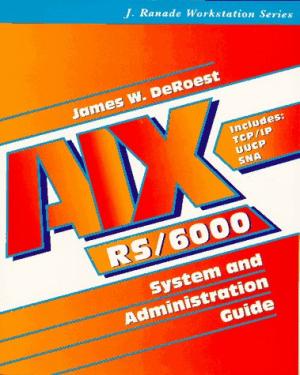 J. Ranade Workstation Series
James W. DeRoest
AIX
Includes:
TCP/IP
UUCP
SNA
RS/6000
System and
Administration
Guide